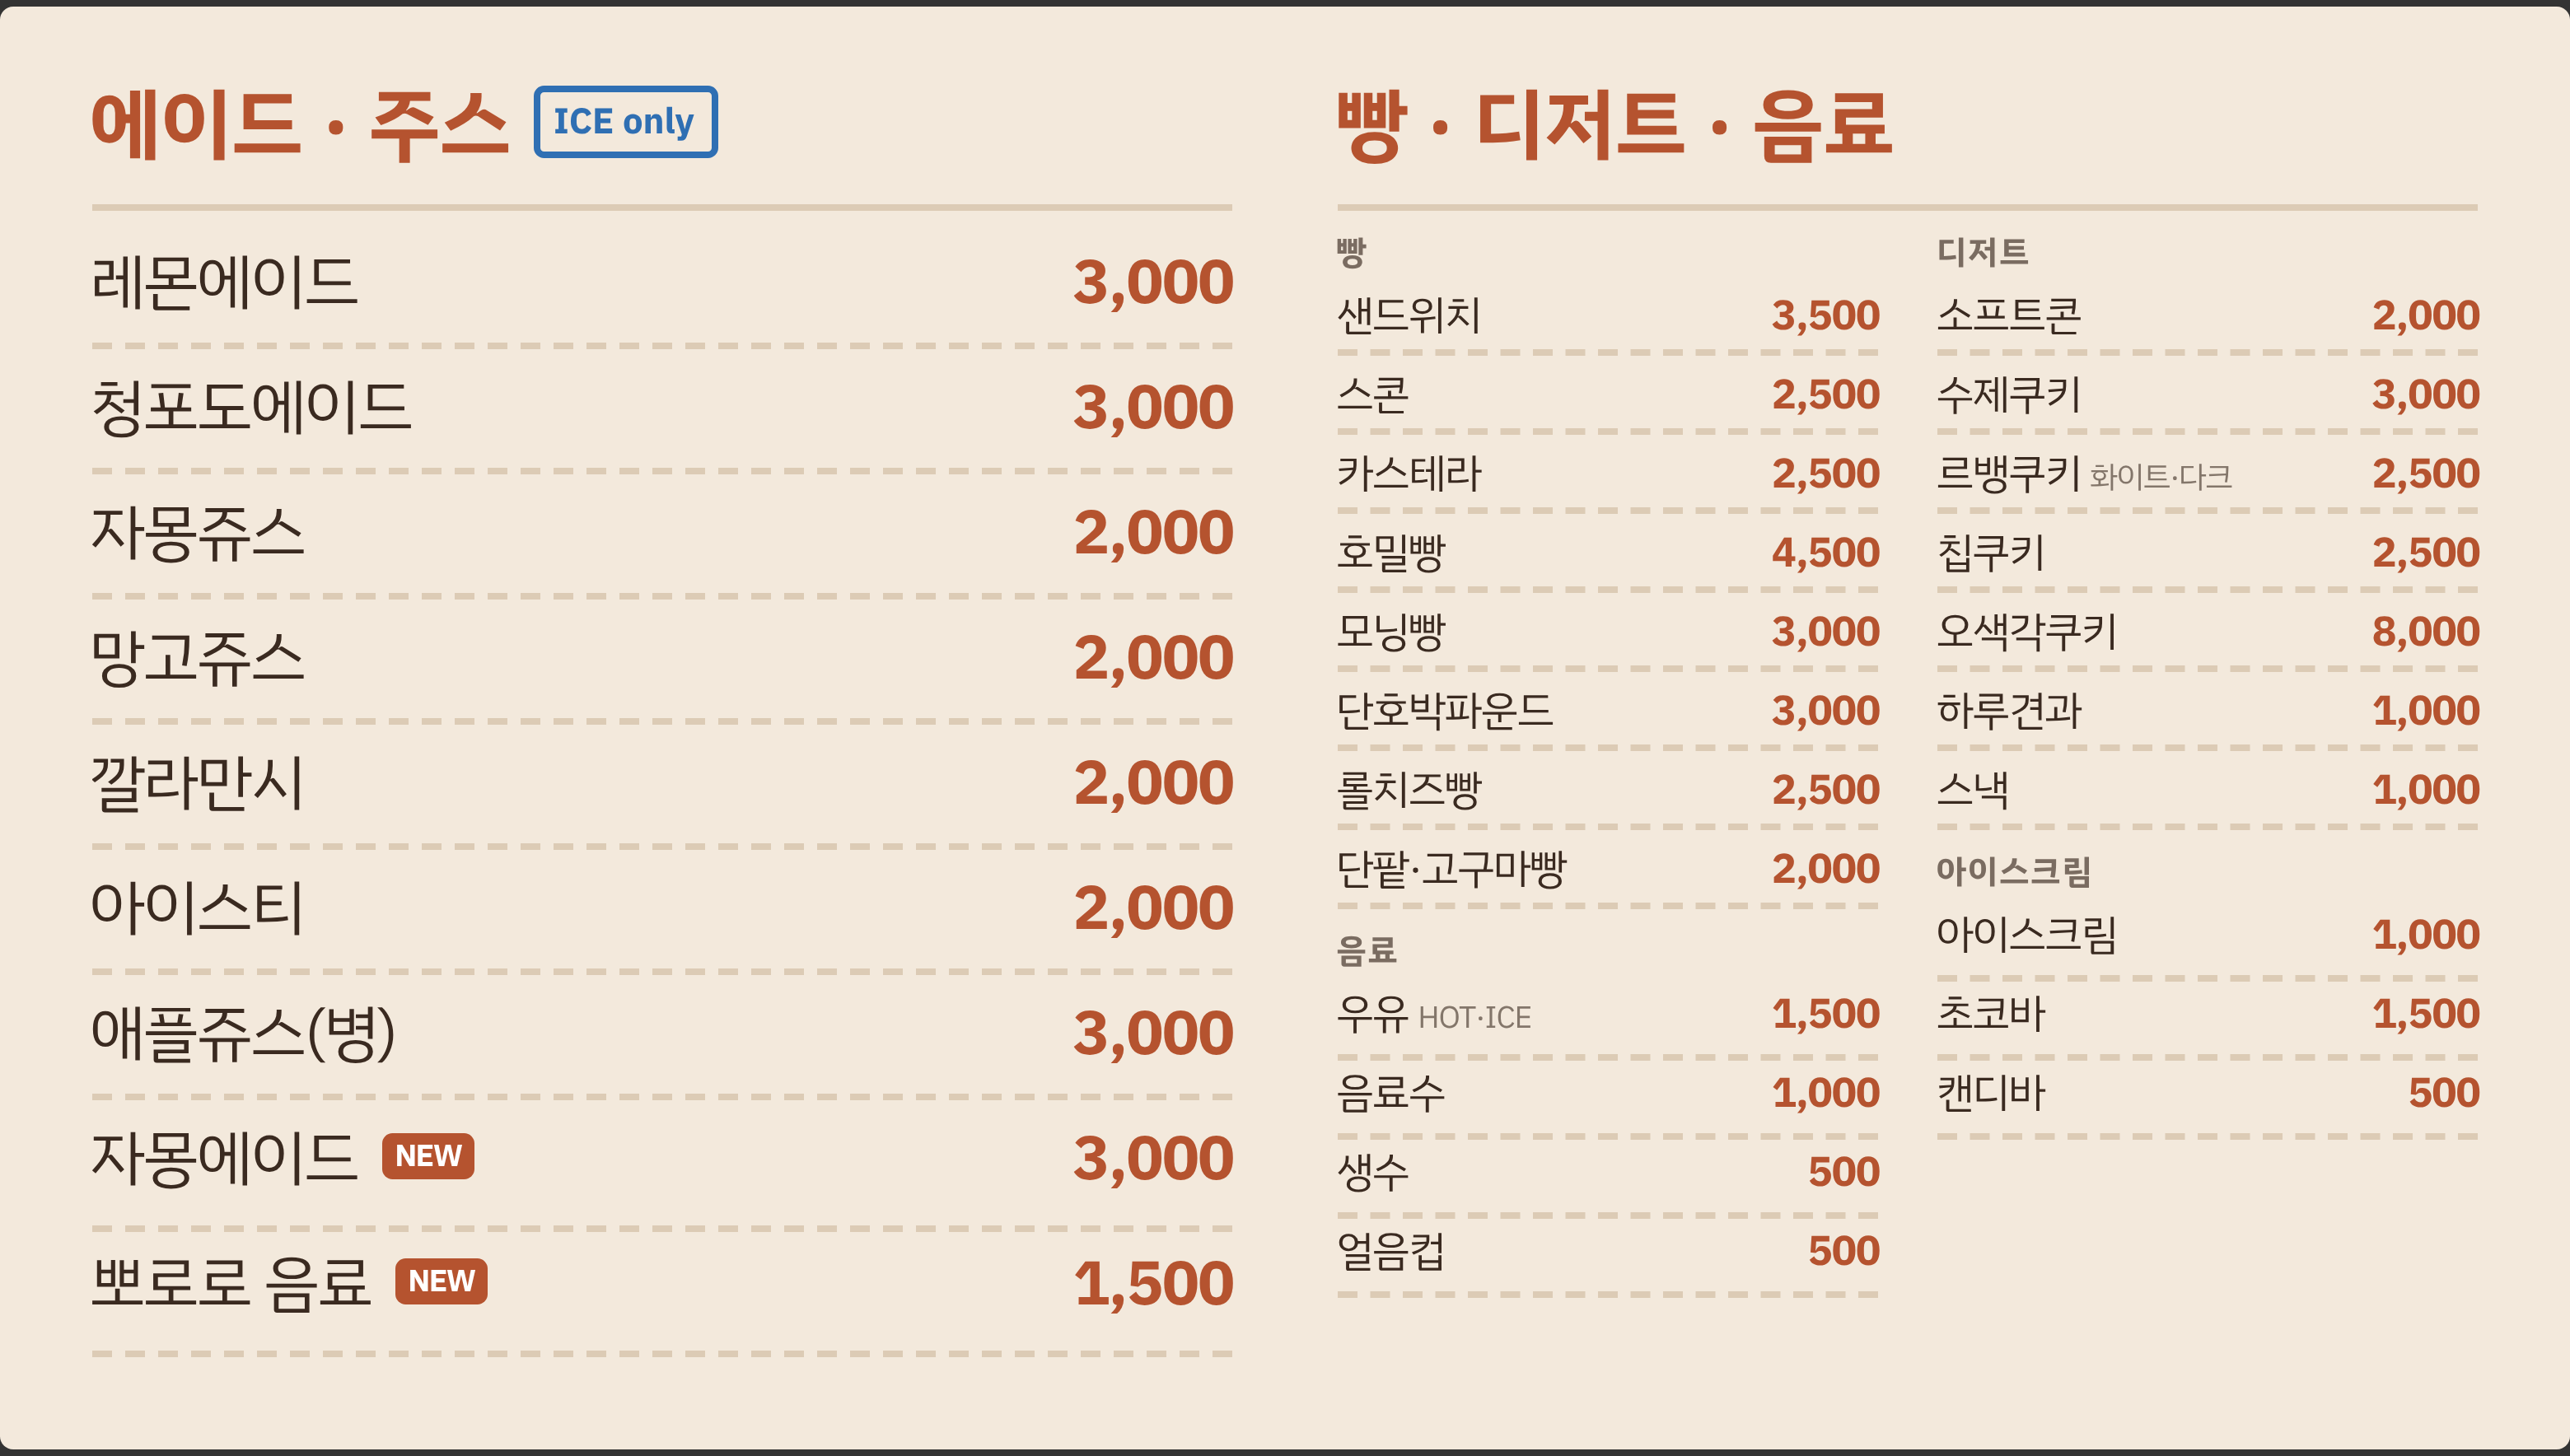 에이드 · 주스 ICE only
레몬에이드 3,000
청포도에이드 3,000
자몽쥬스 2,000
망고쥬스 2,000
깔라만시 2,000
아이스티 2,000
애플쥬스(병) 3,000
자몽에이드 NEW 3,000
뽀로로 음료 NEW 1,500
빵 · 디저트 · 음료
빵
샌드위치 3,500
스콘 2,500
카스테라 2,500
호밀빵 4,500
모닝빵 3,000
단호박파운드 3,000
롤치즈빵 2,500
단팥·고구마빵 2,000
음료
우유 HOT·ICE 1,500
음료수 1,000
생수 500
얼음컵 500
디저트
소프트콘 2,000
수제쿠키 3,000
르뱅쿠키 화이트·다크 2,500
칩쿠키 2,500
오색각쿠키 8,000
하루견과 1,000
스낵 1,000
아이스크림
아이스크림 1,000
초코바 1,500
캔디바 500